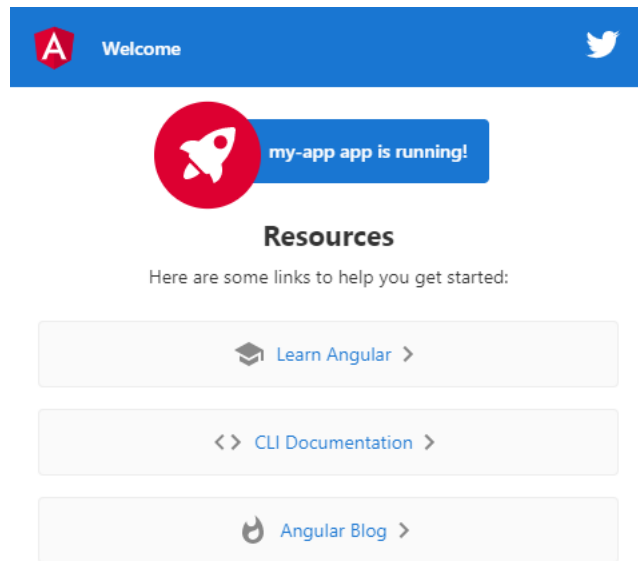 Welcome
my-app app is running!
Resources
Here are some links to help you get started:
Learn Angular
CLI Documentation
Angular Blog